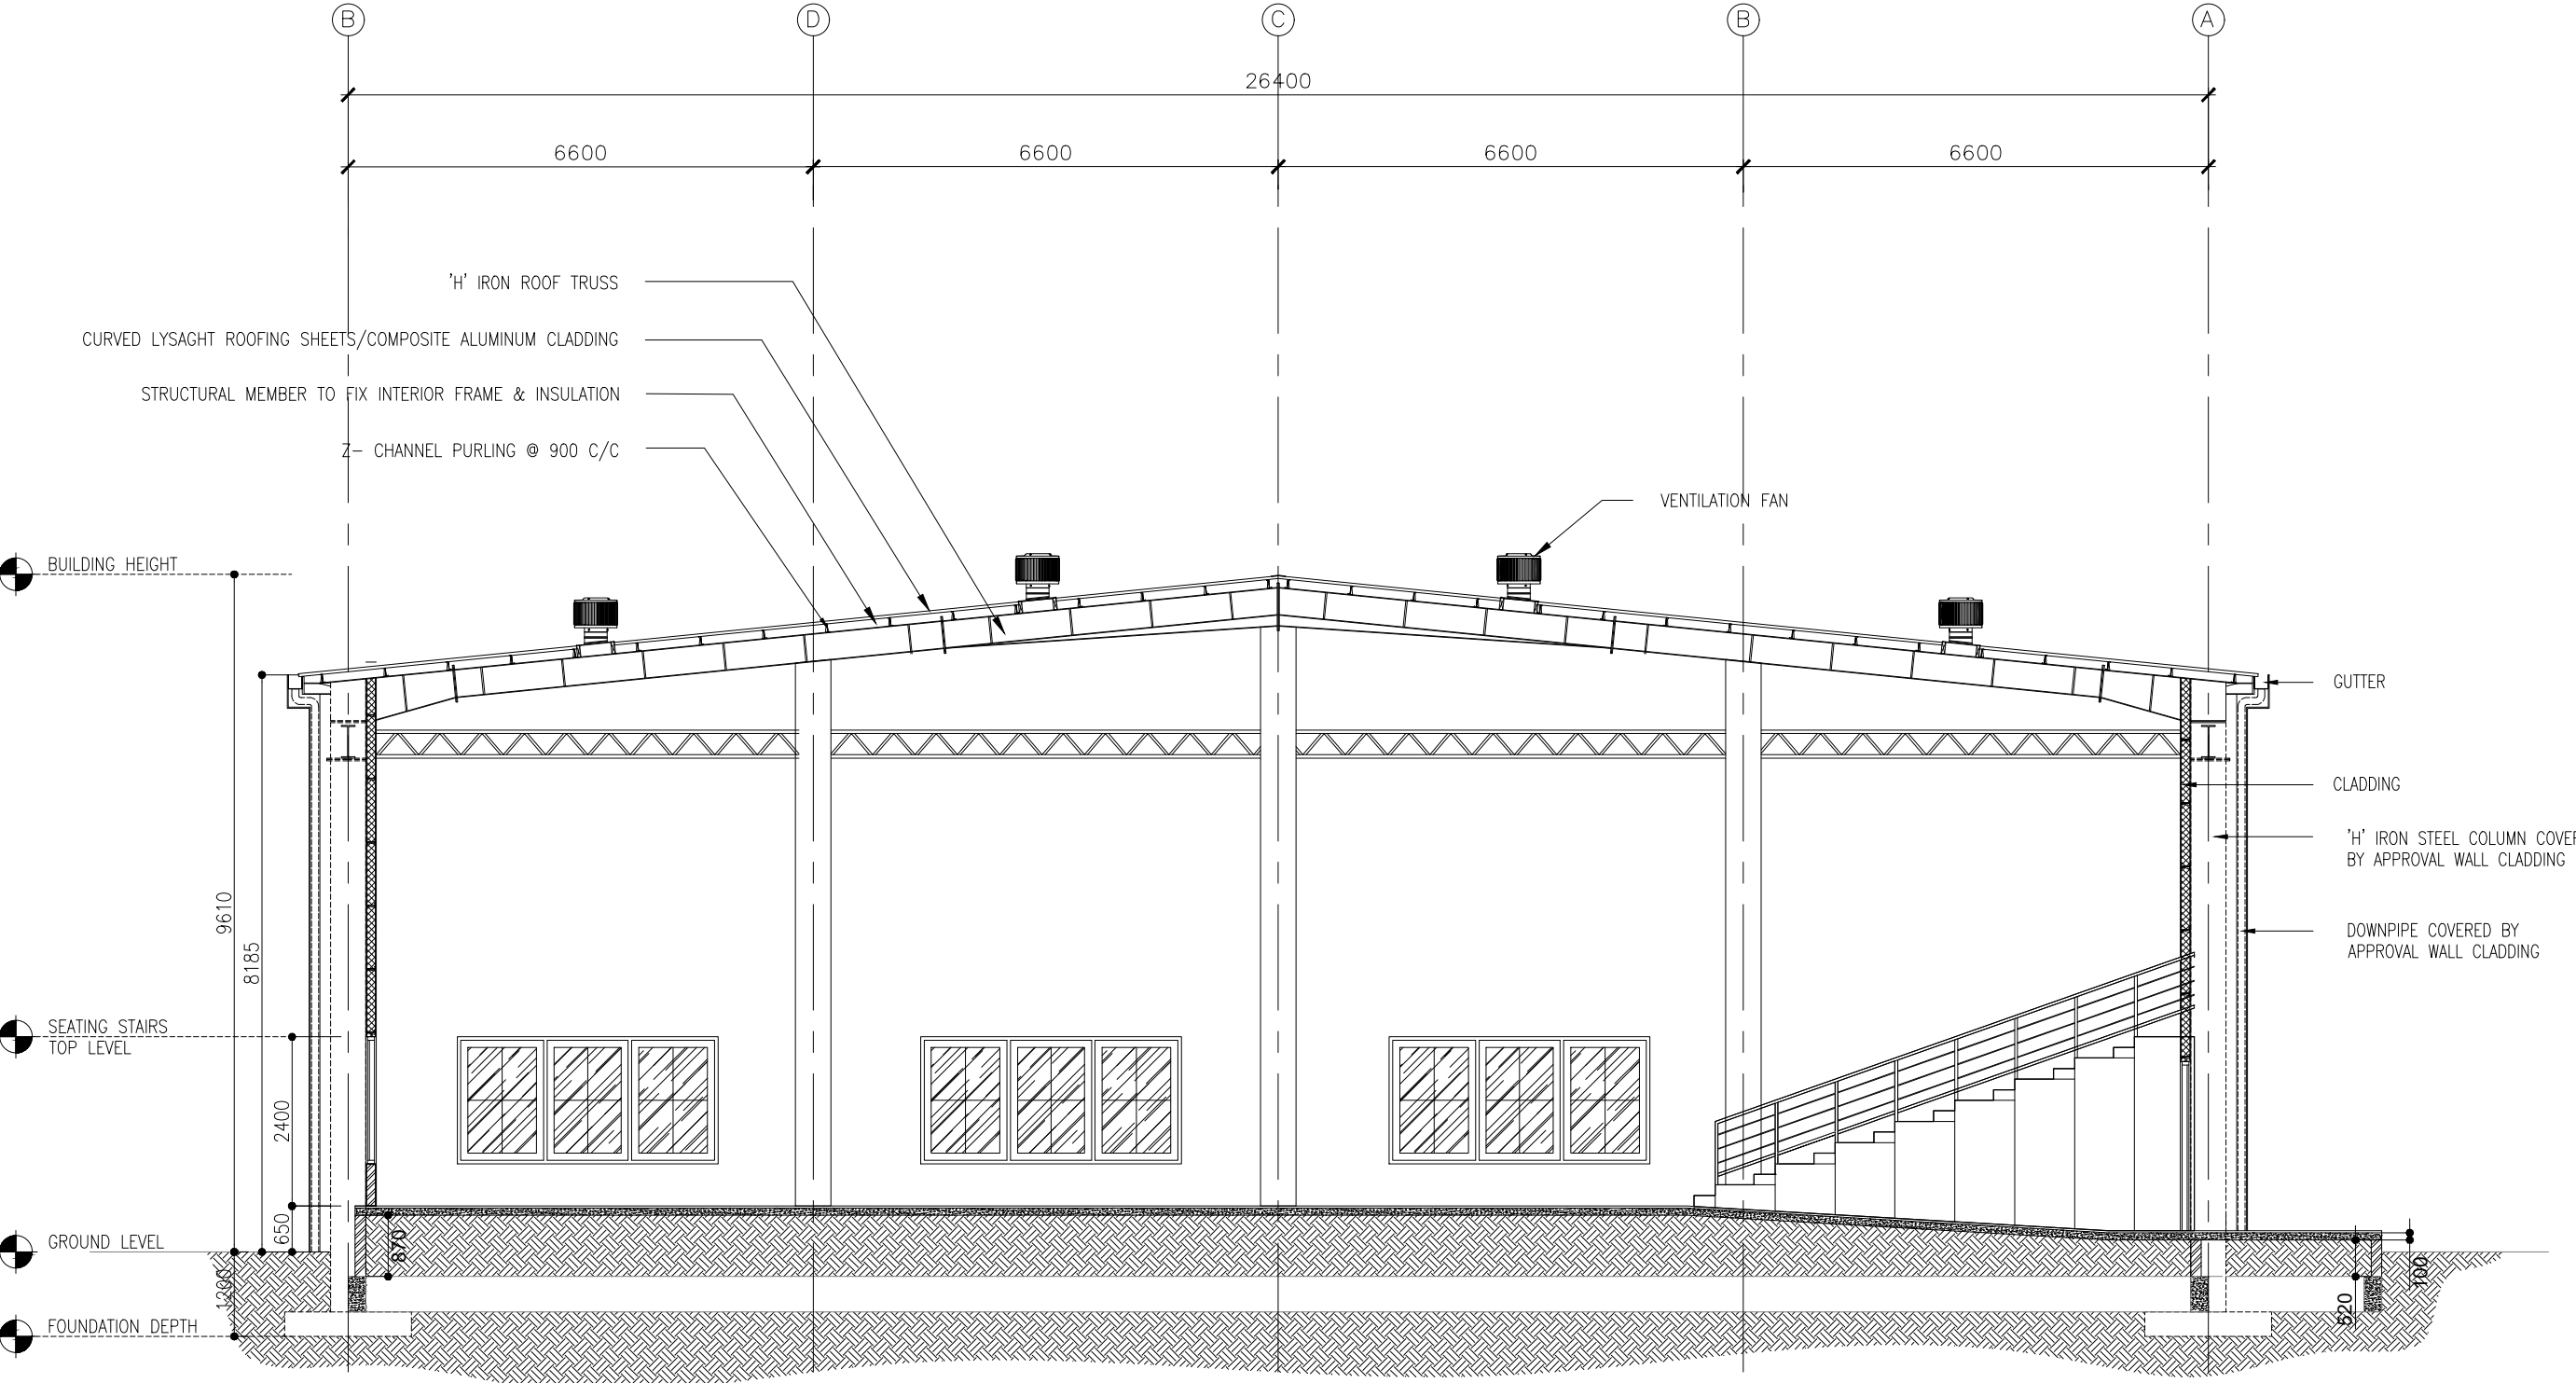 B D C B A
26400
6600 6600 6600 6600
'H' IRON ROOF TRUSS
CURVED LYSAGHT ROOFING SHEETS/COMPOSITE ALUMINUM CLADDING
STRUCTURAL MEMBER TO FIX INTERIOR FRAME & INSULATION
Z- CHANNEL PURLING @ 900 C/C
VENTILATION FAN
BUILDING HEIGHT
GUTTER
CLADDING
'H' IRON STEEL COLUMN COVER
BY APPROVAL WALL CLADDING
9610
8185
DOWNPIPE COVERED BY
APPROVAL WALL CLADDING
SEATING STAIRS
TOP LEVEL
2400
650
GROUND LEVEL
870
1200
100
520
FOUNDATION DEPTH